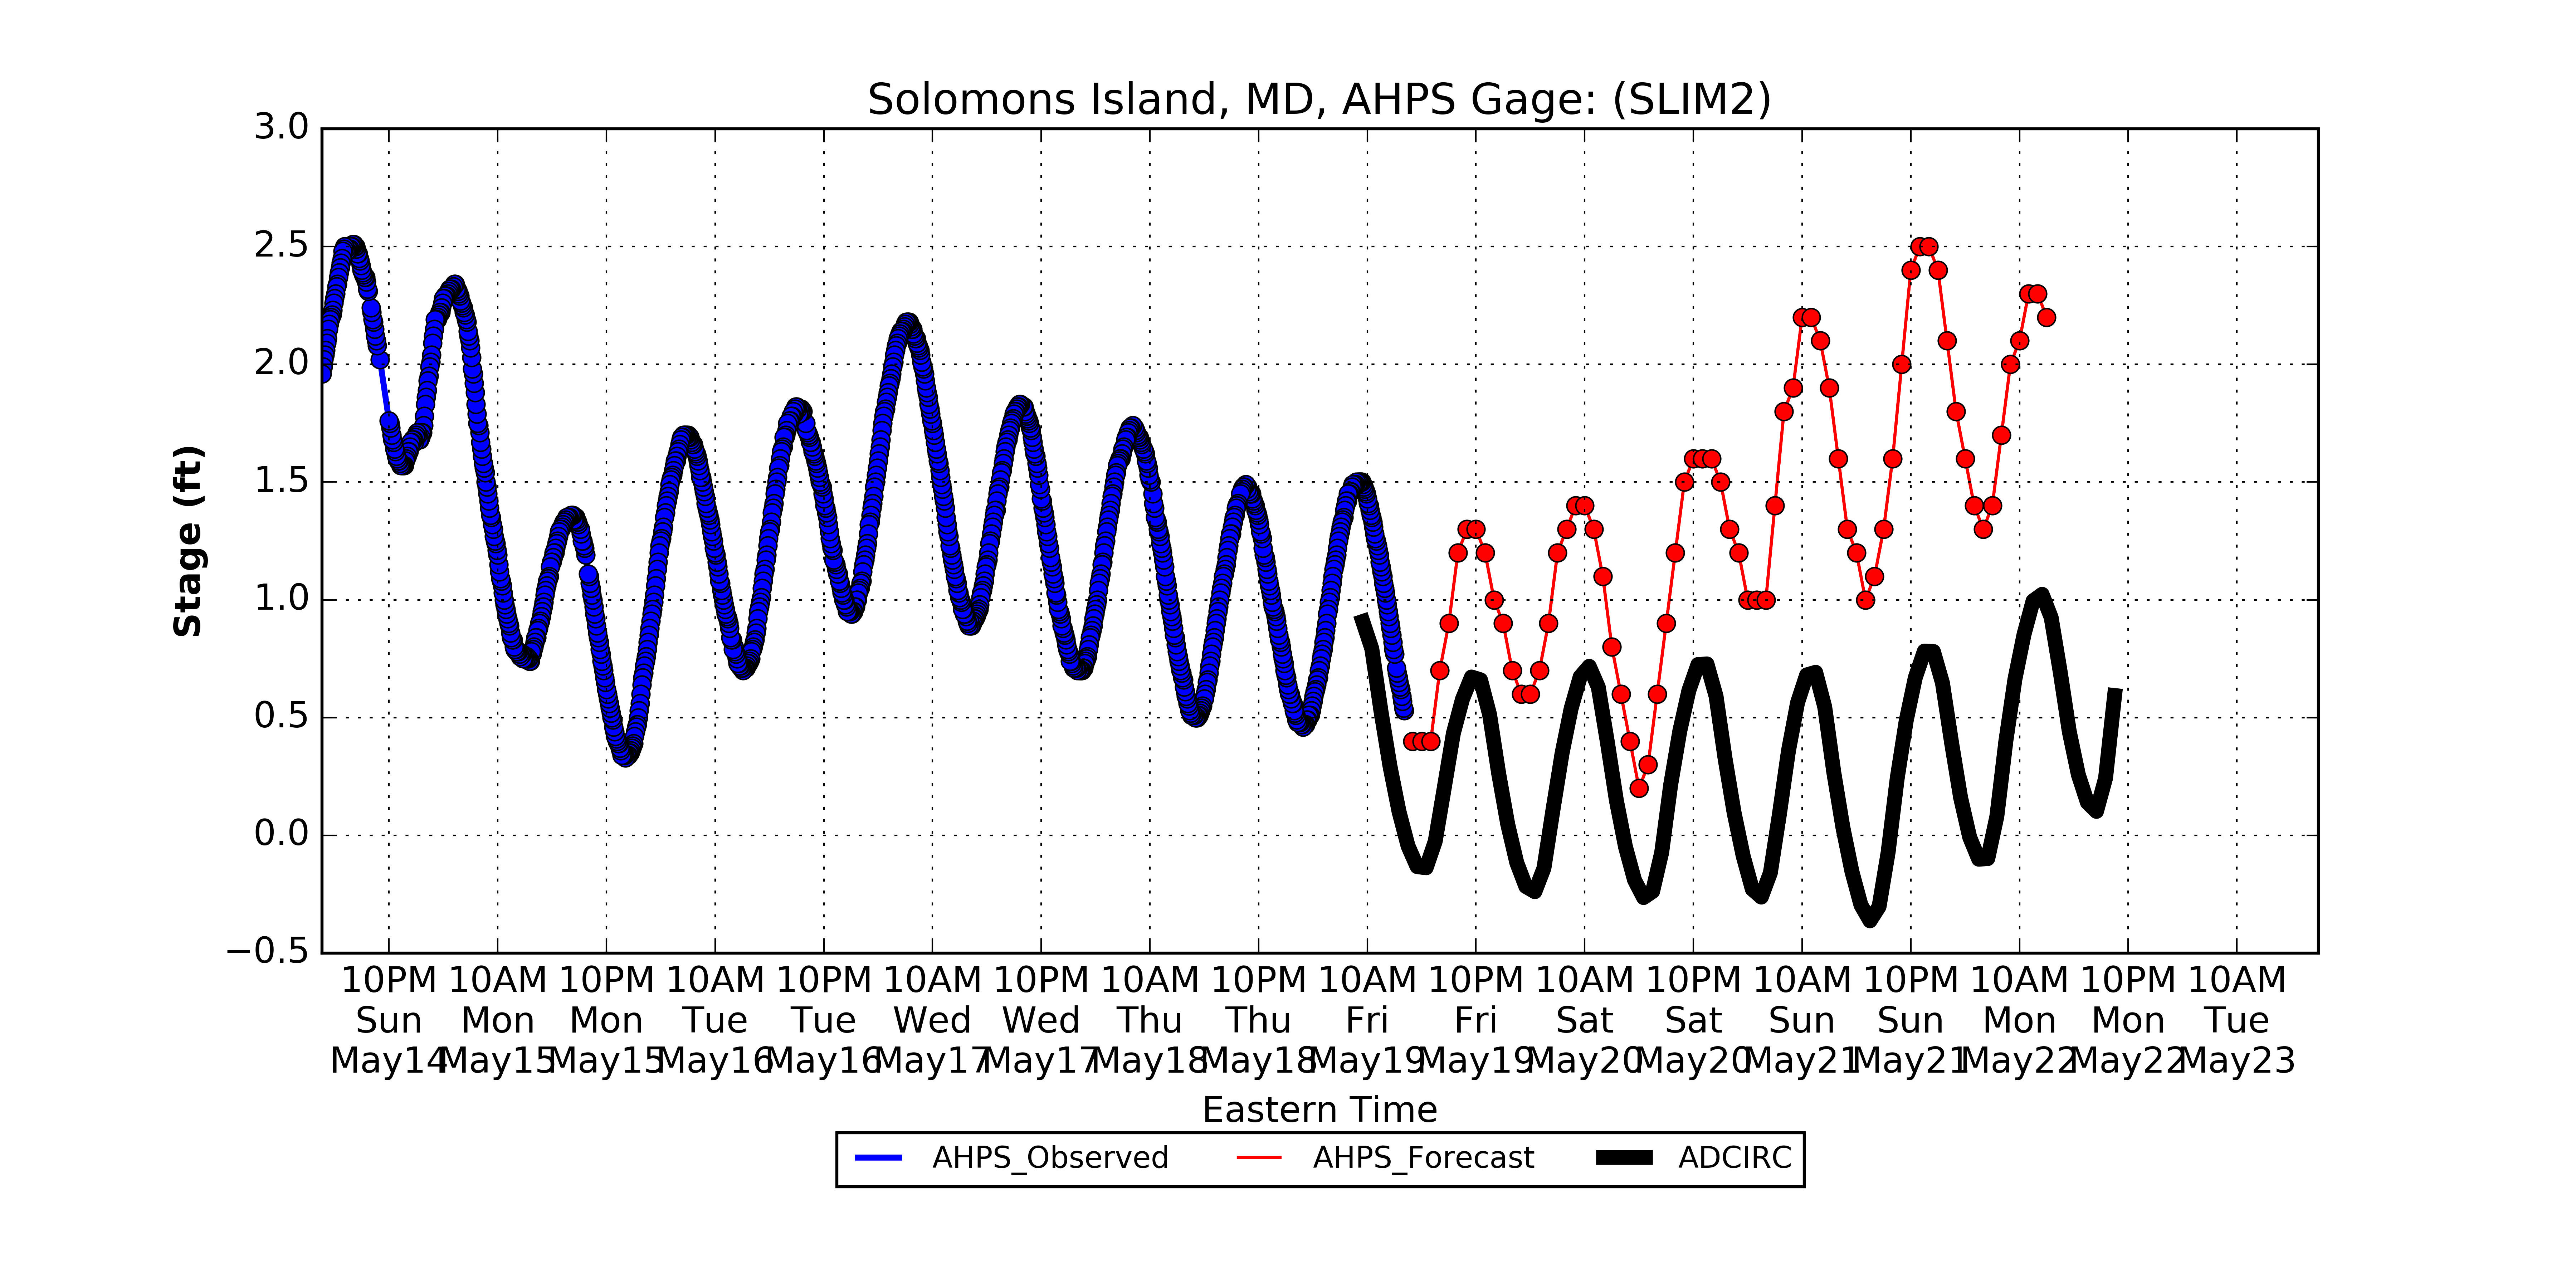 Solomons Island, MD, AHPS Gage: (SLIM2)
3.0
2.5
2.0
1.5
1.0
0.5
0.0
−0.5
Stage (ft)
10PM 10AM 10PM 10AM 10PM 10AM 10PM 10AM 10PM 10AM 10PM 10AM 10PM 10AM 10PM 10AM 10PM 10AM
Sun Mon Mon Tue Tue Wed Wed Thu Thu Fri Fri Sat Sat Sun Sun Mon Mon Tue
May14 May15 May15 May16 May16 May17 May17 May18 May18 May19 May19 May20 May20 May21 May21 May22 May22 May23
Eastern Time
AHPS_Observed AHPS_Forecast ADCIRC